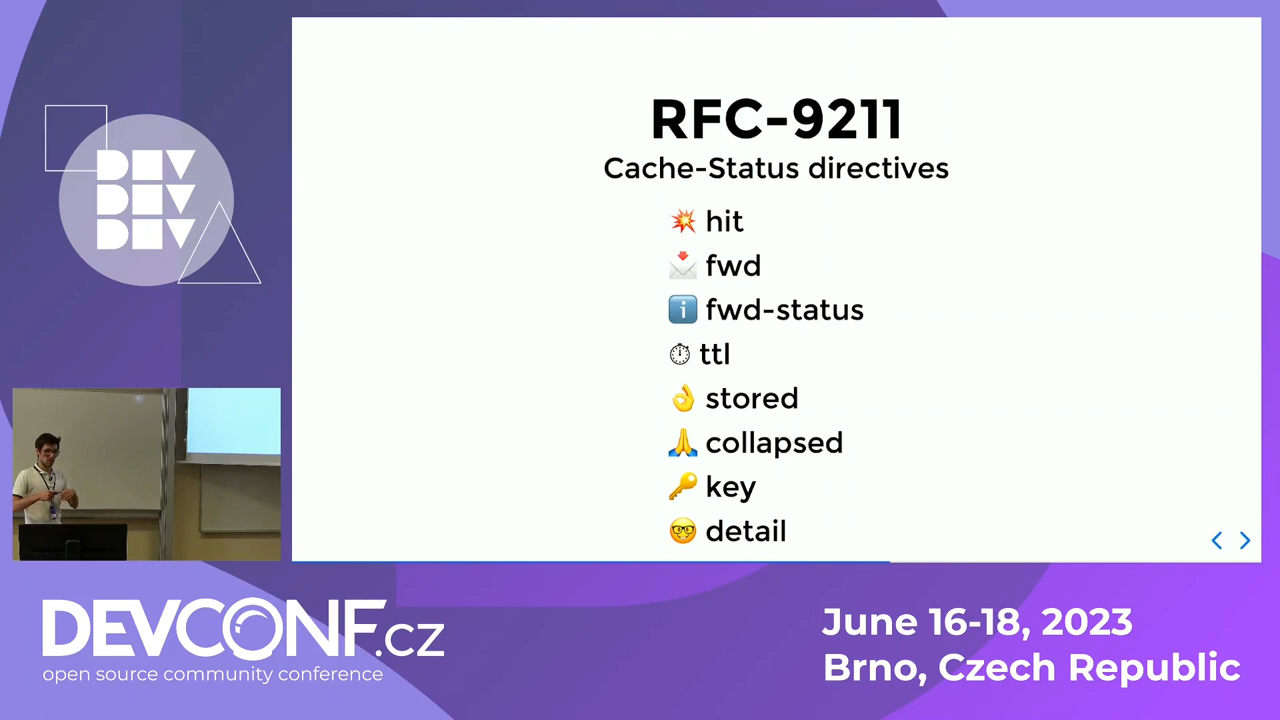 RFC-9211
Cache-Status directives
hit
fwd
fwd-status
ttl
stored
collapsed
key
detail
DEV
DEV
DEV
DEVCONF.cz
open source community conference
June 16-18, 2023
Brno, Czech Republic